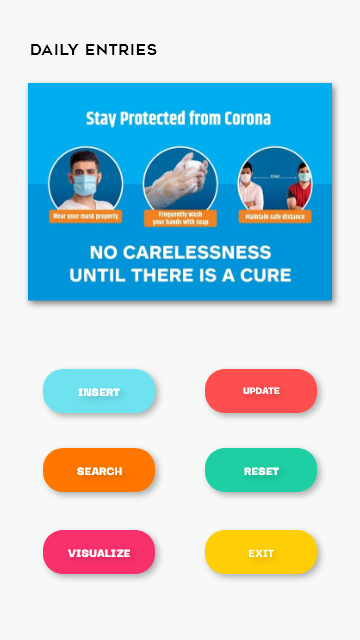 DAILY ENTRIES
Stay Protected from Corona
Wear your mask properly
Frequently wash
your hands with soap
Maintain safe distance
NO CARELESSNESS
UNTIL THERE IS A CURE
INSERT
UPDATE
SEARCH
RESET
VISUALIZE
EXIT